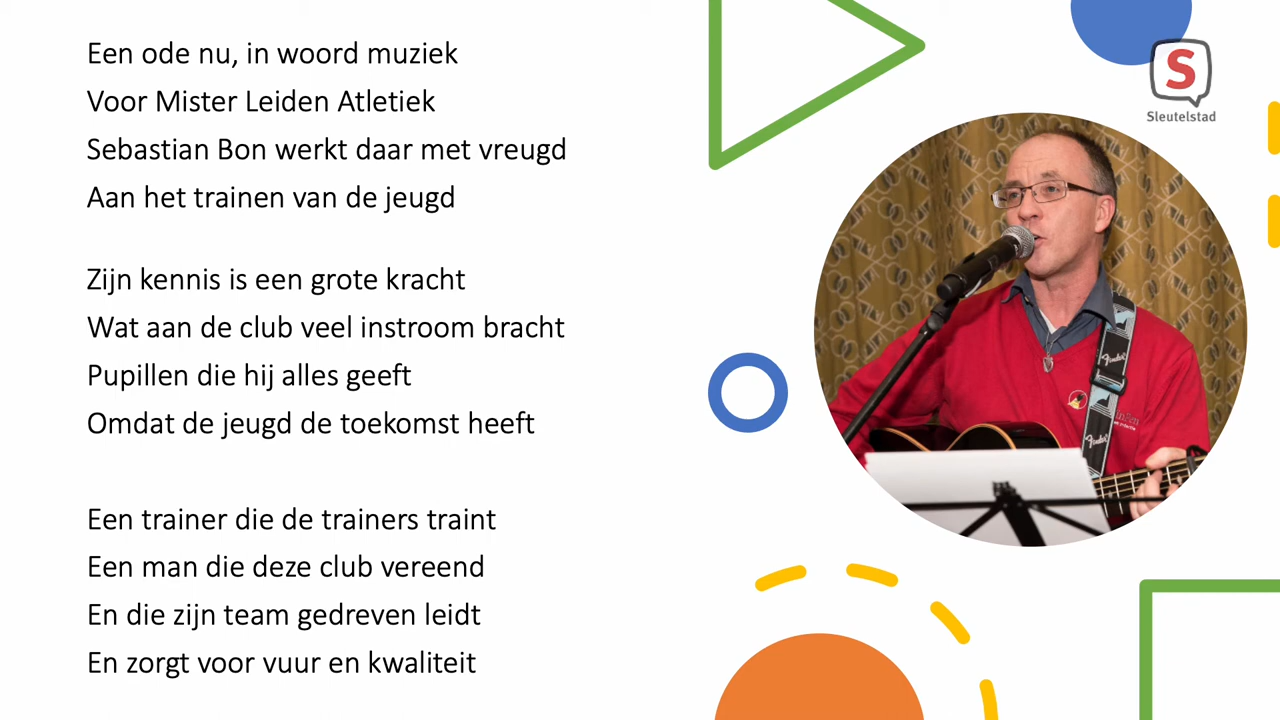 Een ode nu, in woord muziek
Voor Mister Leiden Atletiek
Sebastian Bon werkt daar met vreugd
Aan het trainen van de jeugd
Zijn kennis is een grote kracht
Wat aan de club veel instroom bracht
Pupillen die hij alles geeft
Omdat de jeugd de toekomst heeft
Een trainer die de trainers traint
Een man die deze club vereend
En die zijn team gedreven leidt
En zorgt voor vuur en kwaliteit
S
Sleutelstad
Fender
Fender